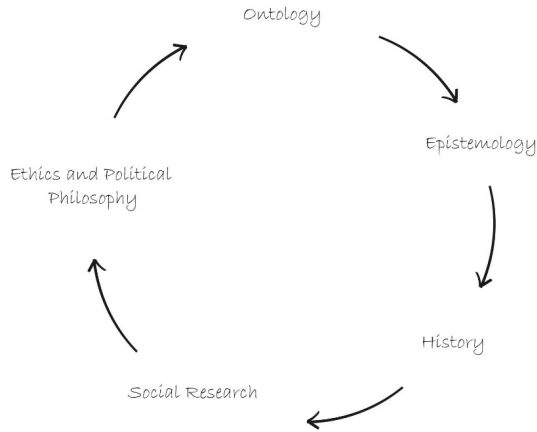 Ontology
Epistemology
History
Social Research
Ethics and Political
Philosophy